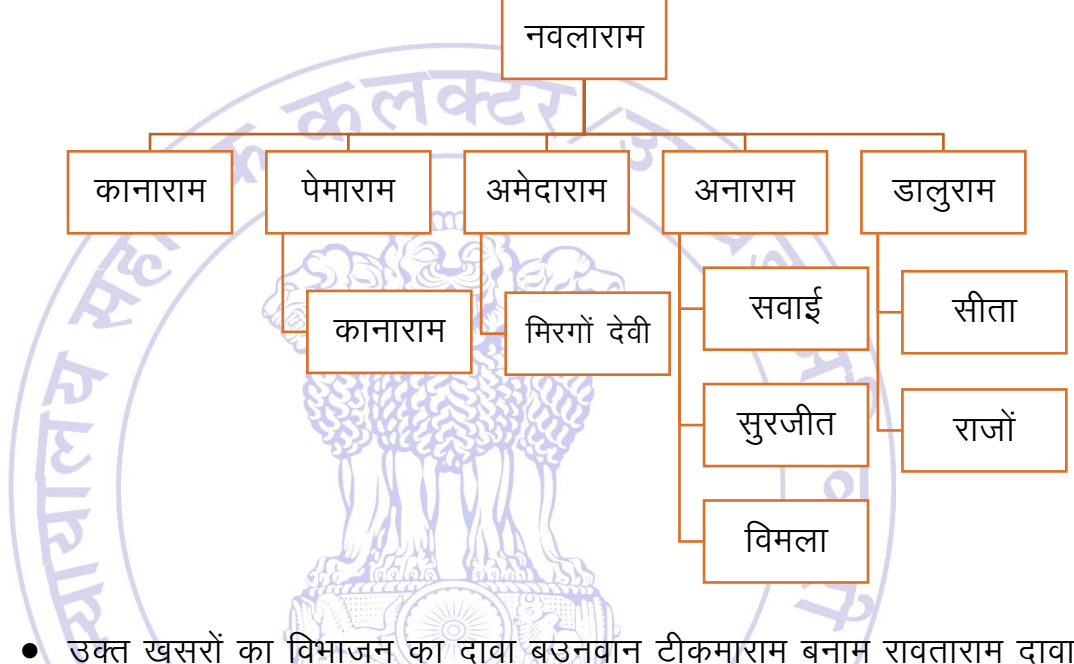 नवलाराम
कानाराम पेमाराम अमेदाराम अनाराम डालुराम
कानाराम मिरगों देवी सवाई सीता
सुरजीत राजों
विमला
• उक्त खसरों का विभाजन का दावा बउनवान टीकमाराम बनाम रावताराम दावा